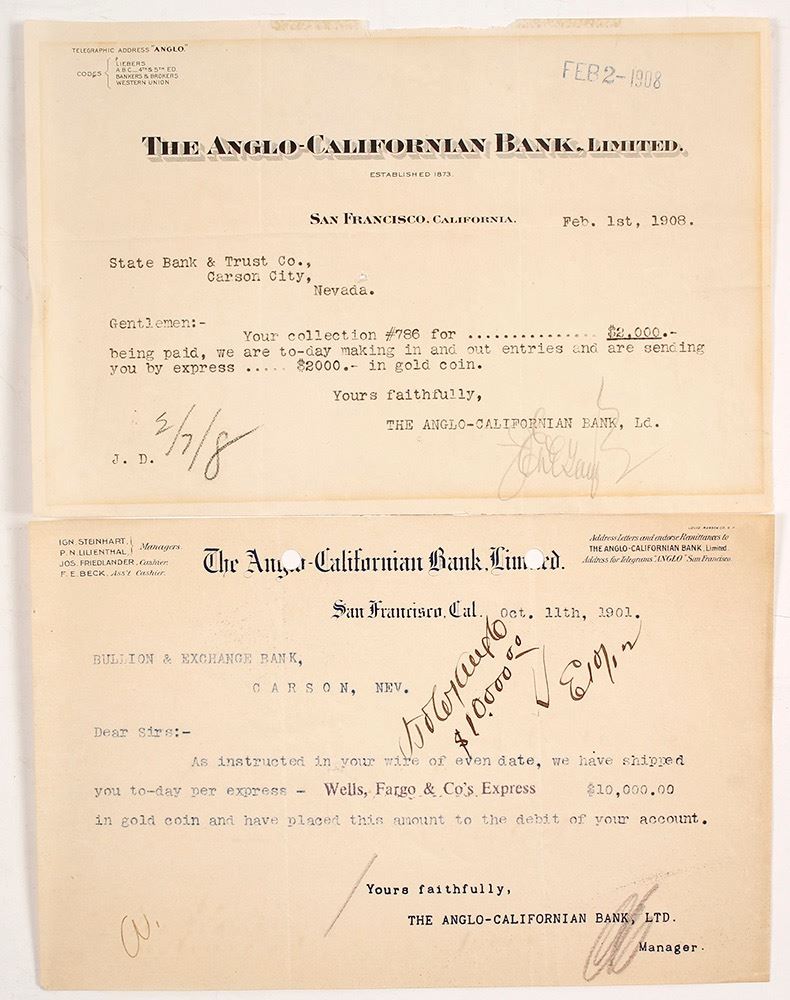 TELEGRAPHIC ADDRESS "ANGLO."
CODES
LIEBERS
A B C 4TH & 5TH ED.
BANKERS & BROKERS
WESTERN UNION
FEB 2-1908
THE ANGLO-CALIFORNIAN BANK, LIMITED.
ESTABLISHED 1873.
SAN FRANCISCO, CALIFORNIA.
Feb. 1st, 1908.
State Bank & Trust Co.,
Carson City,
Nevada.
Gentlemen:-
Your collection #786 for ............... $2,000.-
being paid, we are to-day making in and out entries and are sending
you by express ..... $2000.- in gold coin.
Yours faithfully,
THE ANGLO-CALIFORNIAN BANK, Ld.
J. D.
2/7/8
IGN. STEINHART,
P. N. LILIENTHAL,
Managers.
JOS. FRIEDLANDER, Cashier.
F. E. BECK, Ass't Cashier.
The Anglo-Californian Bank, Limited.
Address Letters and endorse Remittances to
THE ANGLO-CALIFORNIAN BANK, Limited.
Address for Telegrams "ANGLO" San Francisco.
San Francisco, Cal. Oct. 11th, 1901.
$10,000.00
E10/12
BULLION & EXCHANGE BANK,
CARSON, NEV.
Dear Sirs:-
As instructed in your wire of even date, we have shipped
you to-day per express - Wells, Fargo & Co's Express $10,000.00
in gold coin and have placed this amount to the debit of your account.
Yours faithfully,
THE ANGLO-CALIFORNIAN BANK, LTD.
Manager.